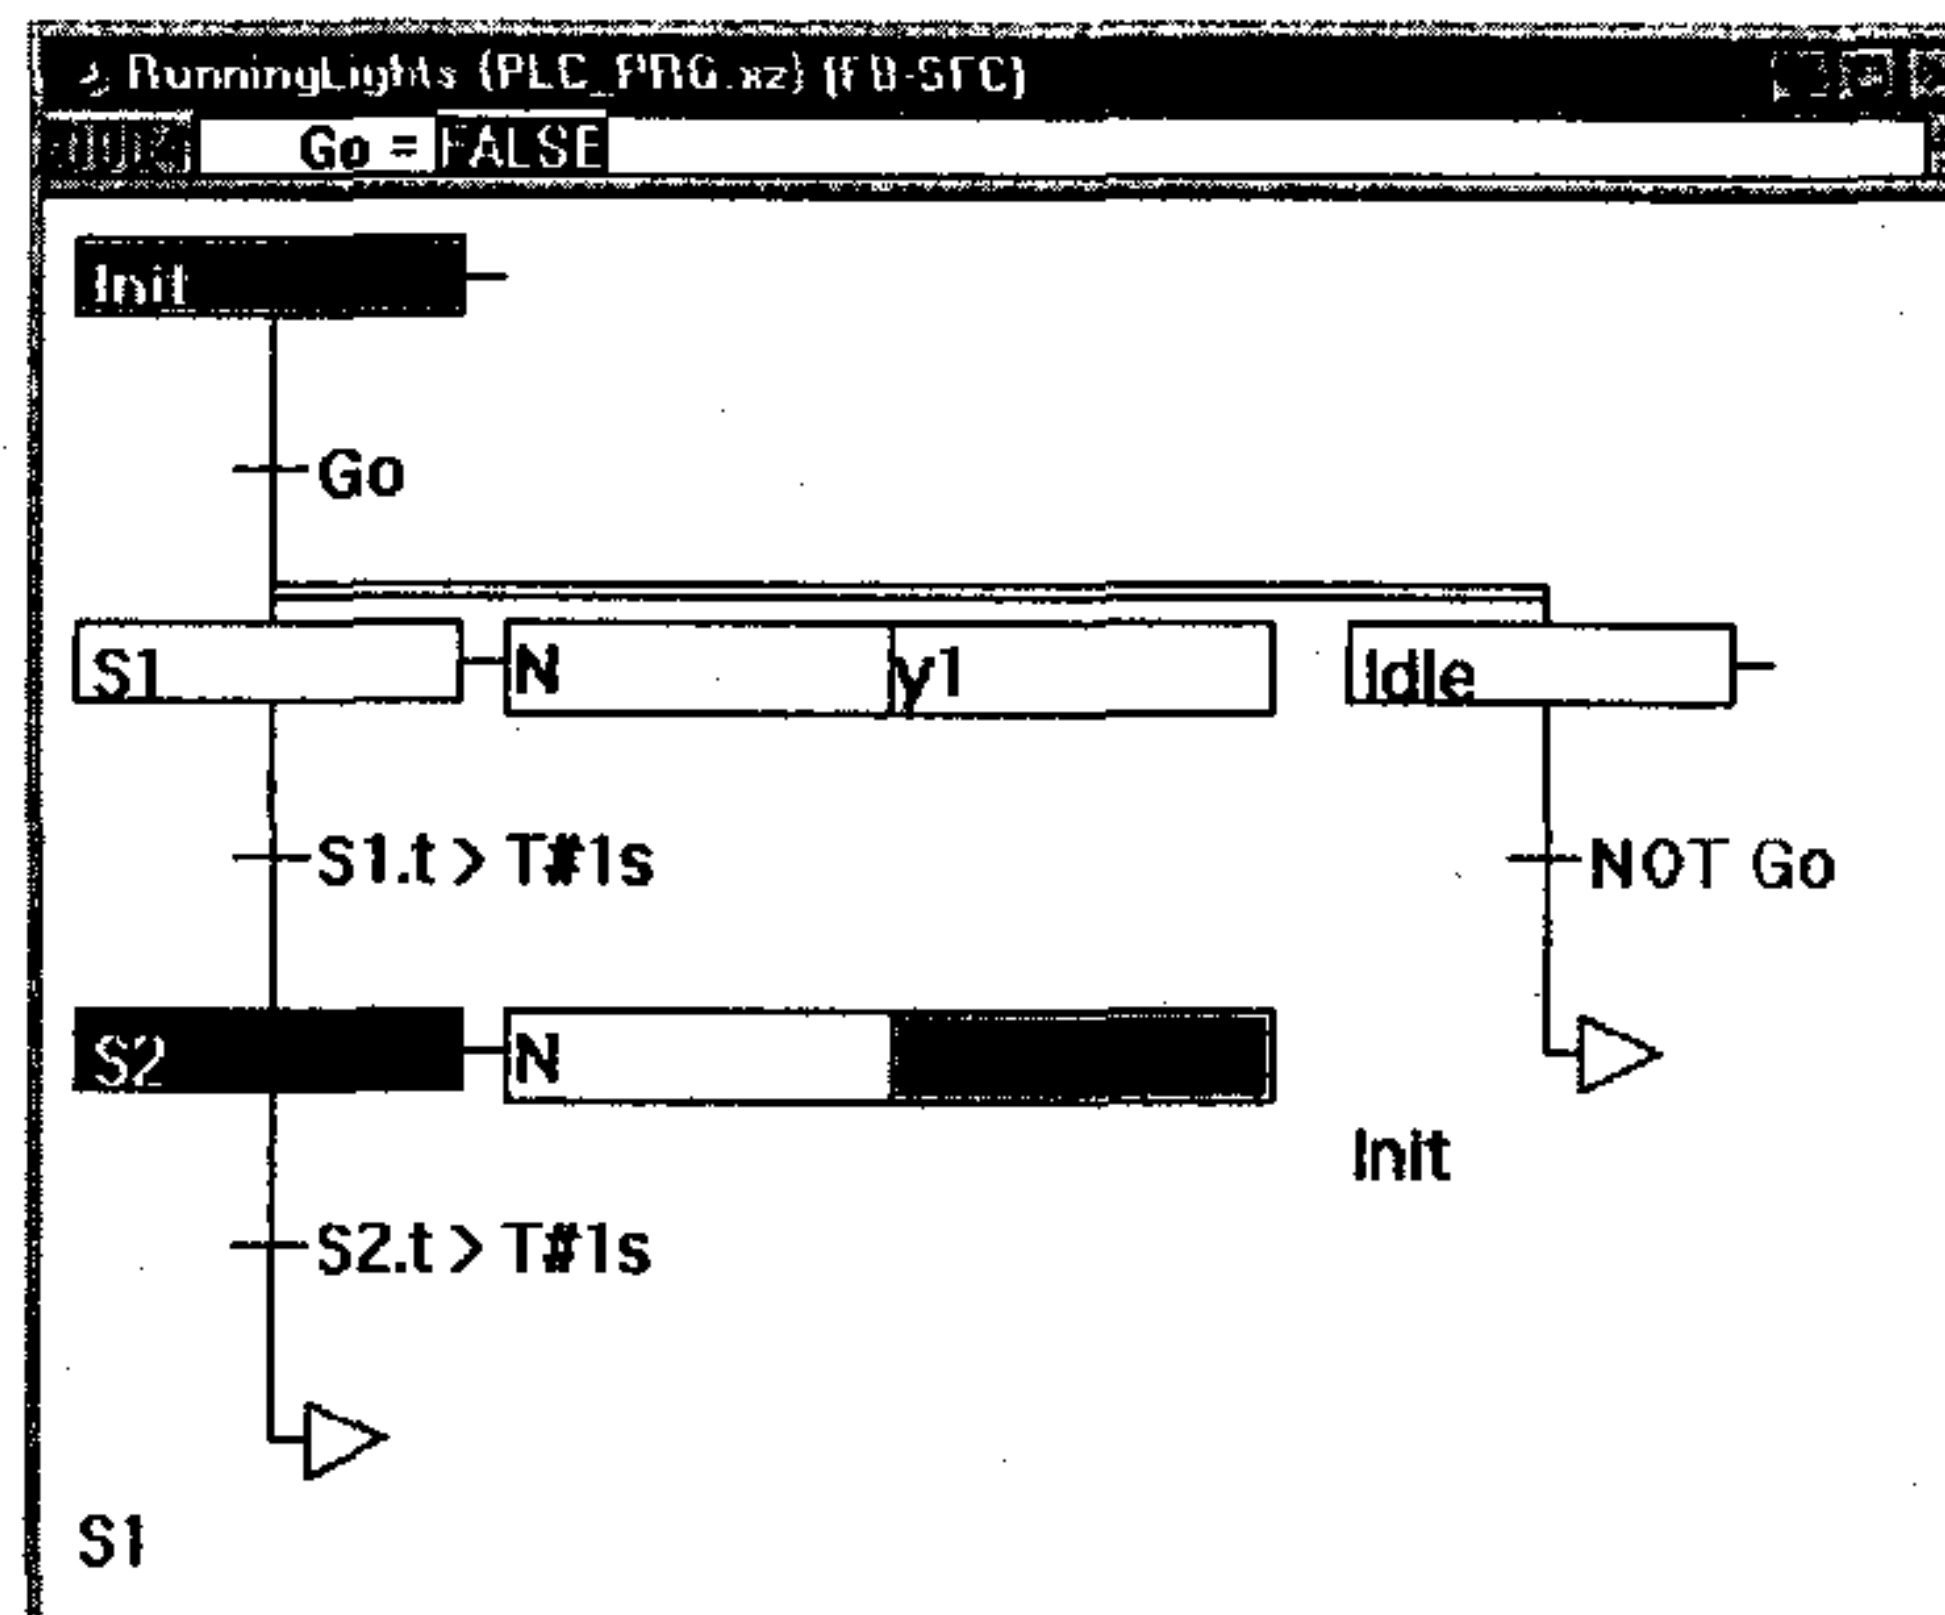 RunningLights (PLC_PRG.xz) (FB-SFC)
Go = FALSE
Init
Go
S1 N y1 Idle
S1.t > T#1s NOT Go
S2 N
Init
S2.t > T#1s
S1